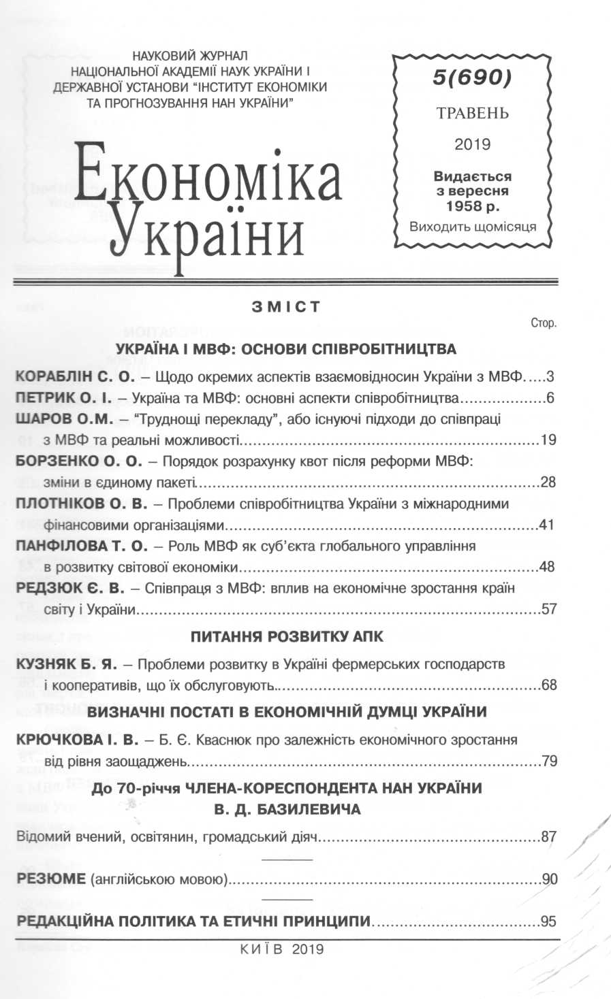 НАУКОВИЙ ЖУРНАЛ
НАЦІОНАЛЬНОЇ АКАДЕМІЇ НАУК УКРАЇНИ І
ДЕРЖАВНОЇ УСТАНОВИ “ІНСТИТУТ ЕКОНОМІКИ
ТА ПРОГНОЗУВАННЯ НАН УКРАЇНИ”
Економіка
України
5(690)
ТРАВЕНЬ
2019
Видається
з вересня
1958 р.
Виходить щомісяця
ЗМІСТ
Стор.
УКРАЇНА І МВФ: ОСНОВИ СПІВРОБІТНИЦТВА
КОРАБЛІН С. О. – Щодо окремих аспектів взаємовідносин України з МВФ.....3
ПЕТРИК О. І. – Україна та МВФ: основні аспекти співробітництва...................6
ШАРОВ О.М. – “Труднощі перекладу”, або існуючі підходи до співпраці
з МВФ та реальні можливості...................................................................19
БОРЗЕНКО О. О. – Порядок розрахунку квот після реформи МВФ:
зміни в єдиному пакеті.............................................................................28
ПЛОТНІКОВ О. В. – Проблеми співробітництва України з міжнародними
фінансовими організаціями......................................................................41
ПАНФІЛОВА Т. О. – Роль МВФ як суб’єкта глобального управління
в розвитку світової економіки...................................................................48
РЕДЗЮК Є. В. – Співпраця з МВФ: вплив на економічне зростання країн
світу і України..........................................................................................57
ПИТАННЯ РОЗВИТКУ АПК
КУЗНЯК Б. Я. – Проблеми розвитку в Україні фермерських господарств
і кооперативів, що їх обслуговують...........................................................68
ВИЗНАЧНІ ПОСТАТІ В ЕКОНОМІЧНІЙ ДУМЦІ УКРАЇНИ
КРЮЧКОВА І. В. – Б. Є. Кваснюк про залежність економічного зростання
від рівня заощаджень...............................................................................79
До 70-річчя ЧЛЕНА-КОРЕСПОНДЕНТА НАН УКРАЇНИ
В. Д. БАЗИЛЕВИЧА
Відомий вчений, освітянин, громадський діяч..................................................87
РЕЗЮМЕ (англійською мовою)......................................................................90
РЕДАКЦІЙНА ПОЛІТИКА ТА ЕТИЧНІ ПРИНЦИПИ.....................................95
КИЇВ 2019